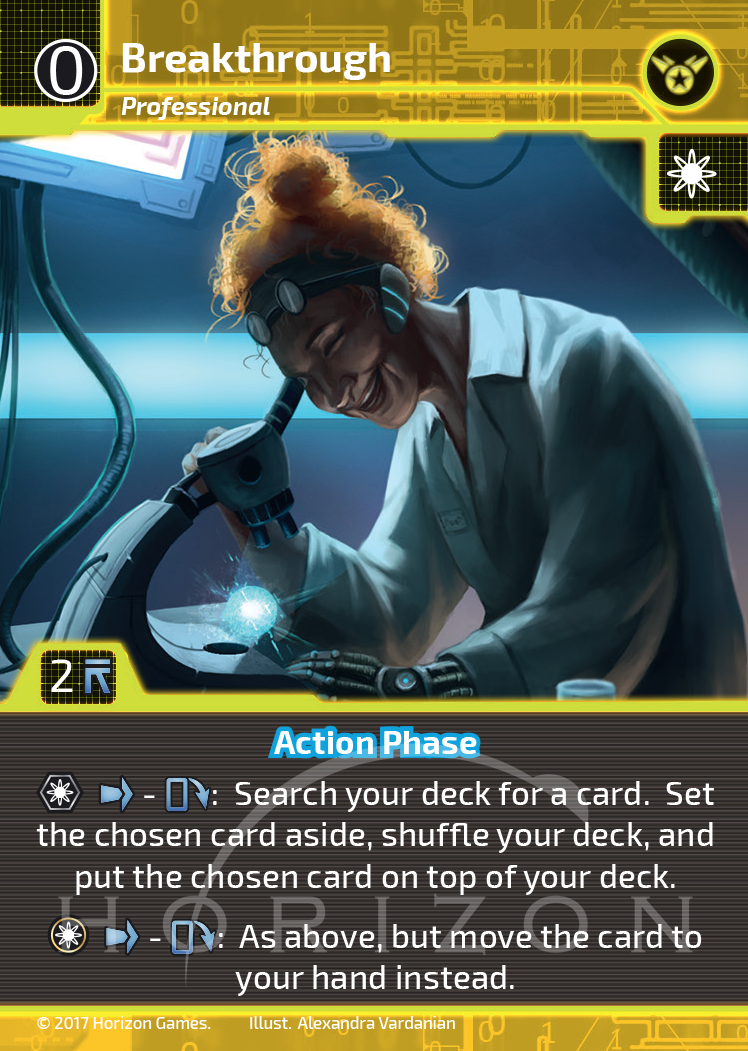 0
Breakthrough
Professional
2
Action Phase
- : Search your deck for a card. Set
the chosen card aside, shuffle your deck, and
put the chosen card on top of your deck.
- : As above, but move the card to
your hand instead.
HORIZON
© 2017 Horizon Games. Illust. Alexandra Vardanian